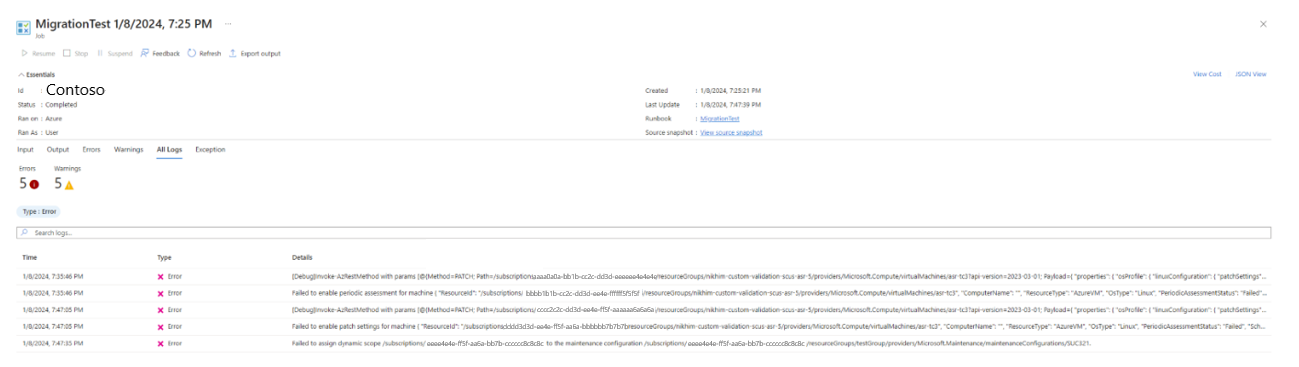 MigrationTest 1/8/2024, 7:25 PM ...
Job
Resume Stop Suspend Feedback Refresh Export output
Essentials
View Cost JSON View
Id : Contoso
Status : Completed
Ran on : Azure
Ran As : User
Created : 1/8/2024, 7:25:21 PM
Last Update : 1/8/2024, 7:47:39 PM
Runbook : MigrationTest
Source snapshot : View source snapshot
Input Output Errors Warnings All Logs Exception
Errors Warnings
5 5
Type : Error
Search logs...
Time Type Details
1/8/2024, 7:35:46 PM Error [Debug]Invoke-AzRestMethod with params [@{Method=PATCH; Path=/subscriptions/aaaa0a0a-bb1b-cc2c-dd3d-eeeeee4e4e4e/resourceGroups/nikhim-custom-validation-scus-asr-5/providers/Microsoft.Compute/virtualMachines/asr-tc3?api-version=2023-03-01; Payload={ "properties": { "osProfile": { "linuxConfiguration": { "patchSettings"...
1/8/2024, 7:35:46 PM Error Failed to enable periodic assessment for machine { "ResourceId": "/subscriptions/ bbbb1b1b-cc2c-dd3d-ee4e-ffffff5f5f5f /resourceGroups/nikhim-custom-validation-scus-asr-5/providers/Microsoft.Compute/virtualMachines/asr-tc3", "ComputerName": "", "ResourceType": "AzureVM", "OsType": "Linux", "PeriodicAssessmentStatus": "Failed"...
1/8/2024, 7:47:05 PM Error [Debug]Invoke-AzRestMethod with params [@{Method=PATCH; Path=/subscriptions/ cccc2c2c-dd3d-ee4e-ff5f-aaaaaa6a6a6a /resourceGroups/nikhim-custom-validation-scus-asr-5/providers/Microsoft.Compute/virtualMachines/asr-tc3?api-version=2023-03-01; Payload={ "properties": { "osProfile": { "linuxConfiguration": { "patchSettings"...
1/8/2024, 7:47:05 PM Error Failed to enable patch settings for machine { "ResourceId": "/subscriptions/dddd3d3d-ee4e-ff5f-aa6a-bbbbbb7b7b7b/resourceGroups/nikhim-custom-validation-scus-asr-5/providers/Microsoft.Compute/virtualMachines/asr-tc3", "ComputerName": "", "ResourceType": "AzureVM", "OsType": "Linux", "PeriodicAssessmentStatus": "Failed", "Sch...
1/8/2024, 7:47:35 PM Error Failed to assign dynamic scope /subscriptions/ eeee4e4e-ff5f-aa6a-bb7b-cccccc8c8c8c to the maintenance configuration /subscriptions/ eeee4e4e-ff5f-aa6a-bb7b-cccccc8c8c8c /resourceGroups/testGroup/providers/Microsoft.Maintenance/maintenanceConfigurations/SUC321.